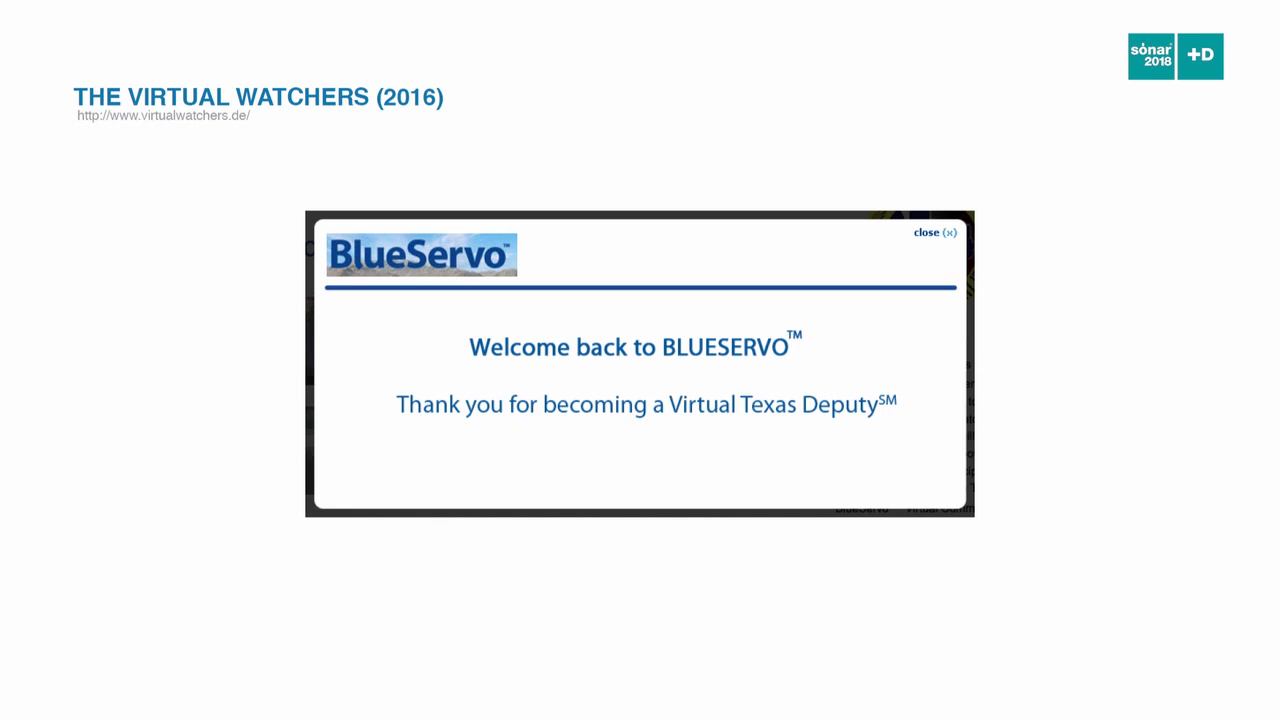 sónar
2018
+D
THE VIRTUAL WATCHERS (2016)
http://www.virtualwatchers.de/
close (x)
BlueServo™
Welcome back to BLUESERVO™
Thank you for becoming a Virtual Texas Deputy℠